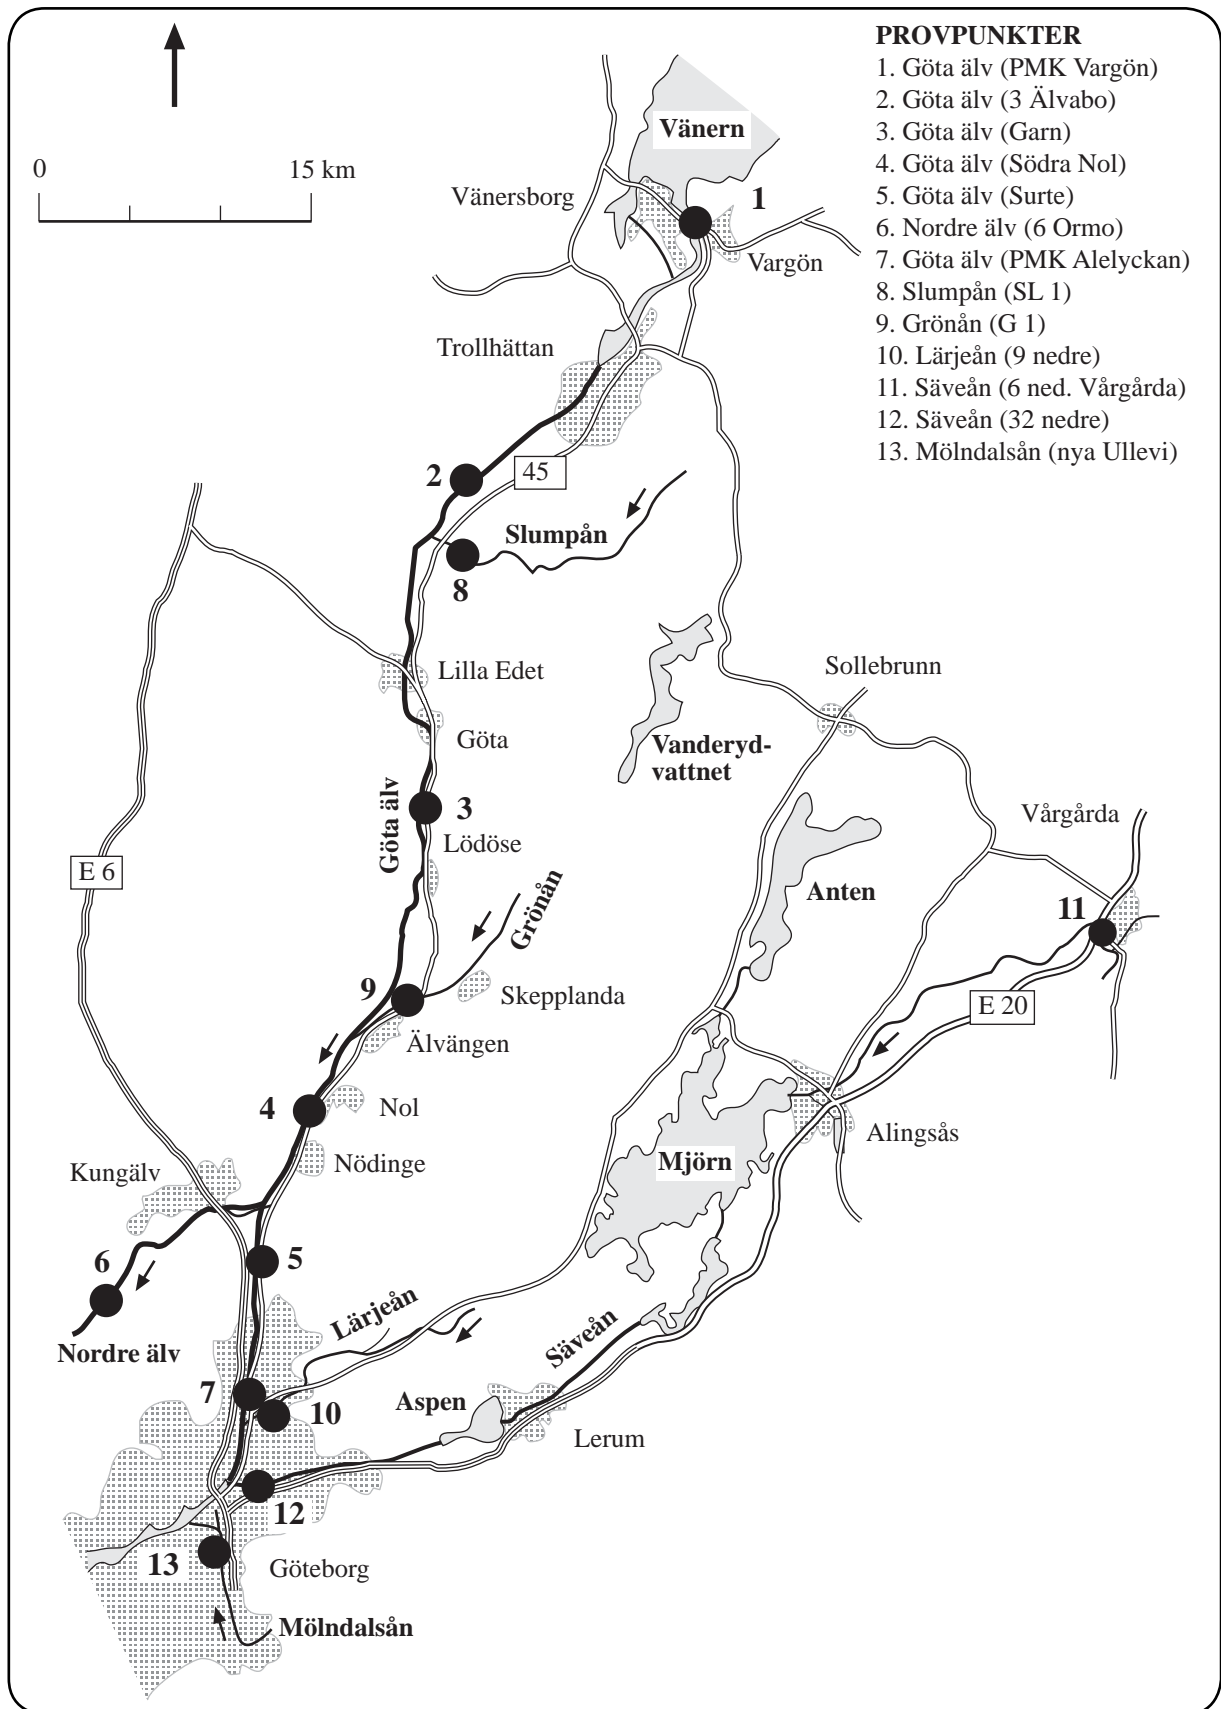 PROVPUNKTER
1. Göta älv (PMK Vargön)
2. Göta älv (3 Älvabo)
3. Göta älv (Garn)
4. Göta älv (Södra Nol)
5. Göta älv (Surte)
6. Nordre älv (6 Ormo)
7. Göta älv (PMK Alelyckan)
8. Slumpån (SL 1)
9. Grönån (G 1)
10. Lärjeån (9 nedre)
11. Säveån (6 ned. Vårgårda)
12. Säveån (32 nedre)
13. Mölndalsån (nya Ullevi)
0
15 km
Vänern
Vänersborg
1
Vargön
Trollhättan
2
45
Slumpån
8
Lilla Edet
Sollebrunn
Göta
Vanderyd-
vattnet
Göta älv
3
Lödöse
Vårgårda
E 6
Anten
Grönån
11
9
Skepplanda
E 20
Älvängen
4
Nol
Alingsås
Nödinge
Mjörn
Kungälv
6
5
Lärjeån
Säveån
Nordre älv
7
10
Aspen
Lerum
12
13
Göteborg
Mölndalsån